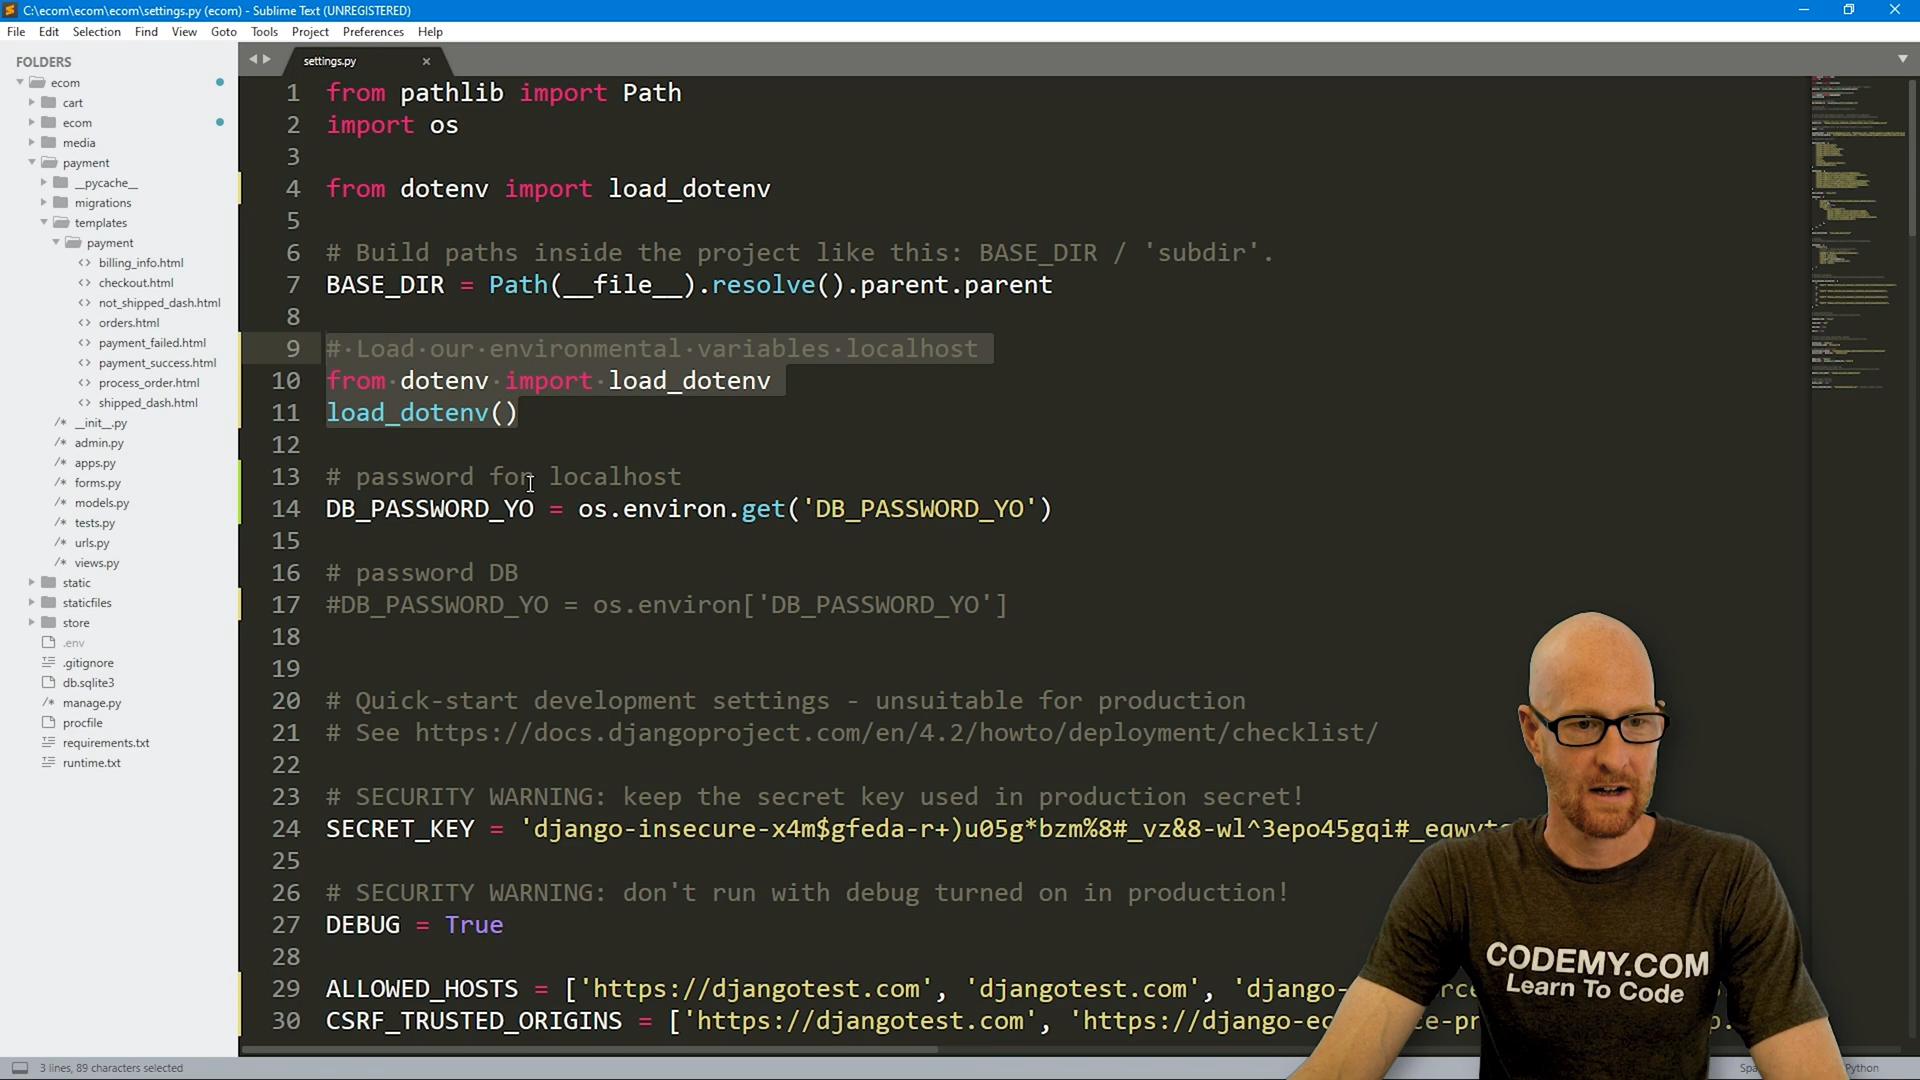 C:\ecom\ecom\ecom\settings.py (ecom) - Sublime Text (UNREGISTERED)
File Edit Selection Find View Goto Tools Project Preferences Help
FOLDERS
ecom
cart
ecom
media
payment
__pycache__
migrations
templates
payment
<> billing_info.html
<> checkout.html
<> not_shipped_dash.html
<> orders.html
<> payment_failed.html
<> payment_success.html
<> process_order.html
<> shipped_dash.html
/* __init__.py
/* admin.py
/* apps.py
/* forms.py
/* models.py
/* tests.py
/* urls.py
/* views.py
static
staticfiles
store
.env
.gitignore
db.sqlite3
/* manage.py
procfile
requirements.txt
runtime.txt
settings.py
1 from pathlib import Path
2 import os
3
4 from dotenv import load_dotenv
5
6 # Build paths inside the project like this: BASE_DIR / 'subdir'.
7 BASE_DIR = Path(__file__).resolve().parent.parent
8
9 # Load our environmental variables localhost
10 from dotenv import load_dotenv
11 load_dotenv()
12
13 # password for localhost
14 DB_PASSWORD_YO = os.environ.get('DB_PASSWORD_YO')
15
16 # password DB
17 #DB_PASSWORD_YO = os.environ['DB_PASSWORD_YO']
18
19
20 # Quick-start development settings - unsuitable for production
21 # See https://docs.djangoproject.com/en/4.2/howto/deployment/checklist/
22
23 # SECURITY WARNING: keep the secret key used in production secret!
24 SECRET_KEY = 'django-insecure-x4m$gfeda-r+)u05g*bzm%8#_vz&8-wl^3epo45gqi#_
25
26 # SECURITY WARNING: don't run with debug turned on in production!
27 DEBUG = True
28
29 ALLOWED_HOSTS = ['https://djangotest.com', 'djangotest.com', 'django-
30 CSRF_TRUSTED_ORIGINS = ['https://djangotest.com', 'https://django-ec
CODEMY.COM
Learn To Code
3 lines, 89 characters selected
Python